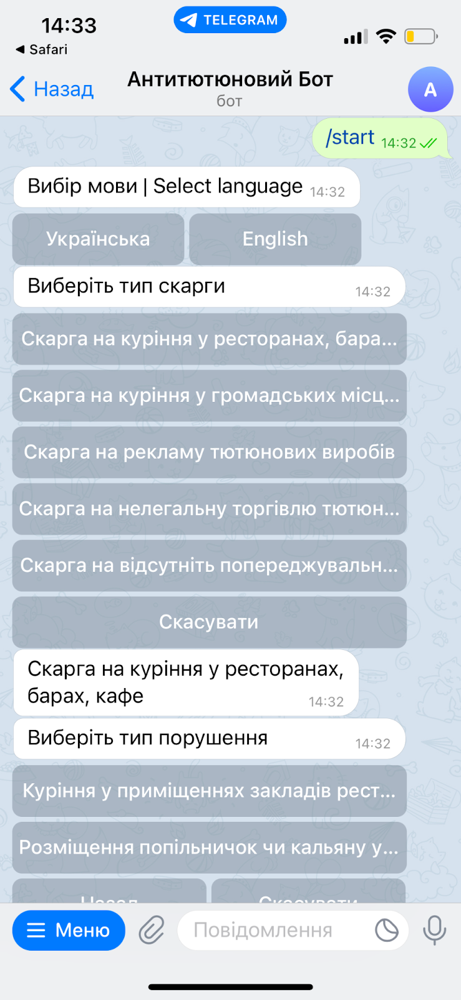 14:33
TELEGRAM
◀ Safari
Назад
Антитютюновий Бот
бот
A
/start 14:32
Вибір мови | Select language 14:32
Українська
English
Виберіть тип скарги 14:32
Скарга на куріння у ресторанах, бара...
Скарга на куріння у громадських місц...
Скарга на рекламу тютюнових виробів
Скарга на нелегальну торгівлю тютюн...
Скарга на відсутніть попереджувальн...
Скасувати
Скарга на куріння у ресторанах,
барах, кафе 14:32
Виберіть тип порушення 14:32
Куріння у приміщеннях закладів рест...
Розміщення попільничок чи кальяну у...
Назад
Скасувати
Меню
Повідомлення